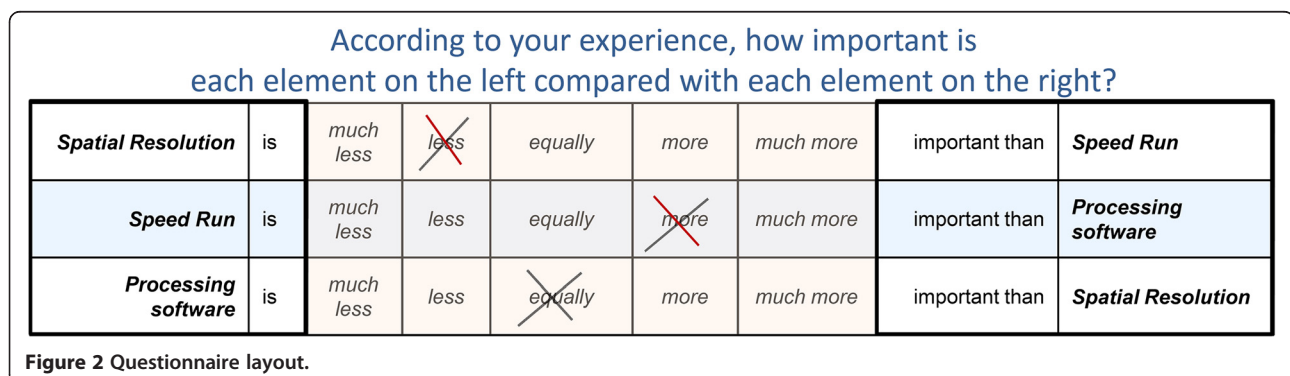 According to your experience, how important is
each element on the left compared with each element on the right?
Spatial Resolution is much less less equally more much more important than Speed Run
Speed Run is much less less equally more much more important than Processing software
Processing software is much less less equally more much more important than Spatial Resolution
Figure 2 Questionnaire layout.